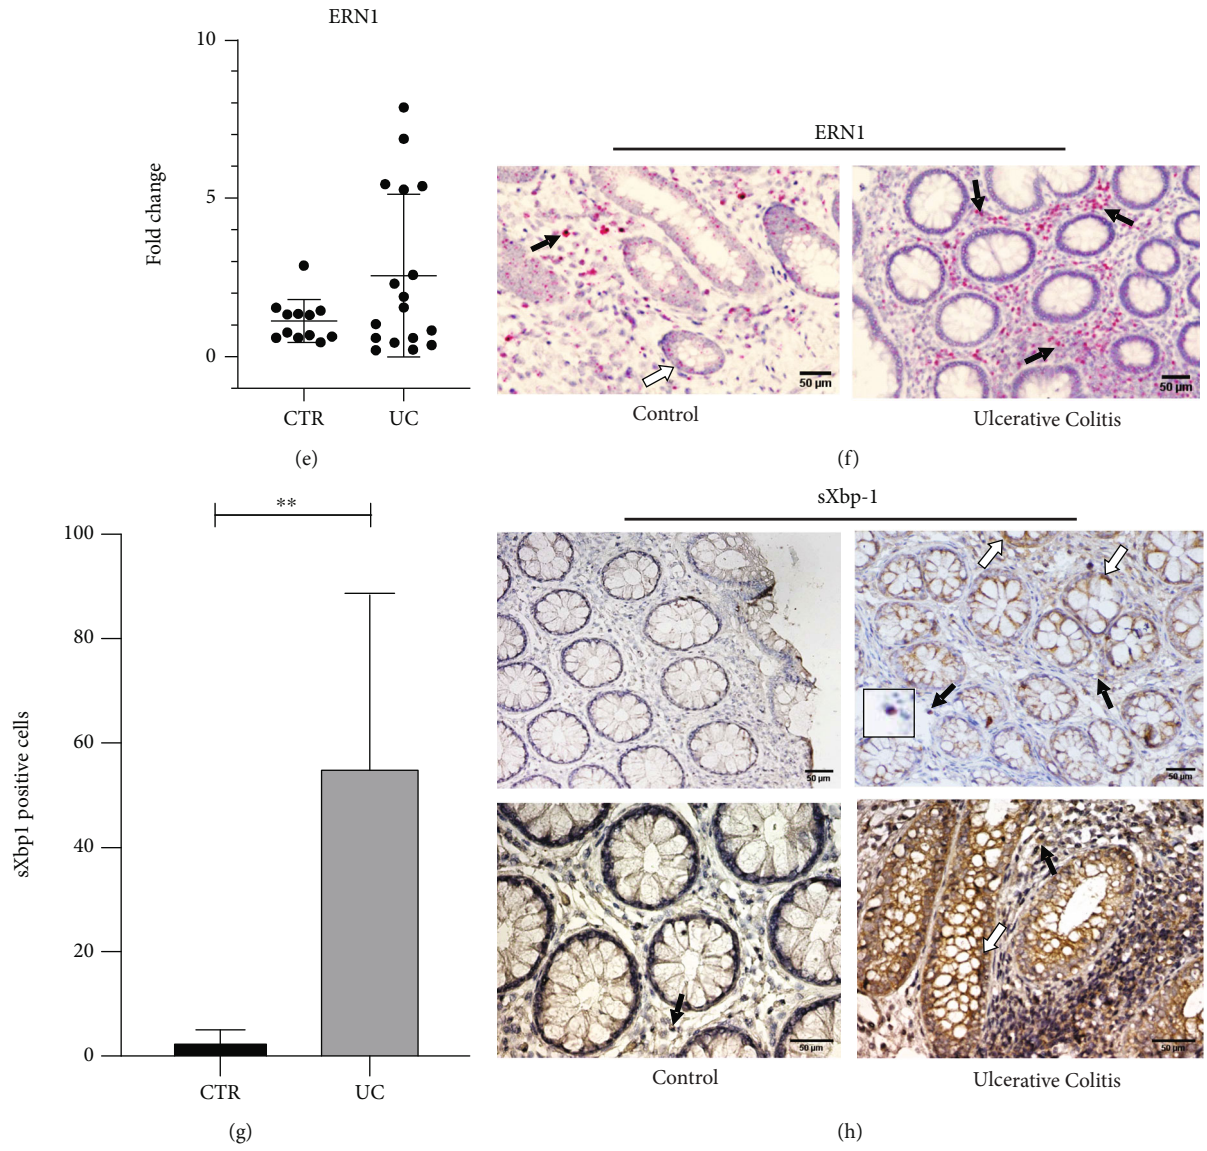 ERN1
10
5
0
Fold change
CTR UC
(e)
ERN1
50 µm
50 µm
Control
Ulcerative Colitis
(f)
**
100
80
60
40
20
0
sXbp1 positive cells
CTR UC
(g)
sXbp-1
50 µm
50 µm
50 µm
50 µm
Control
Ulcerative Colitis
(h)